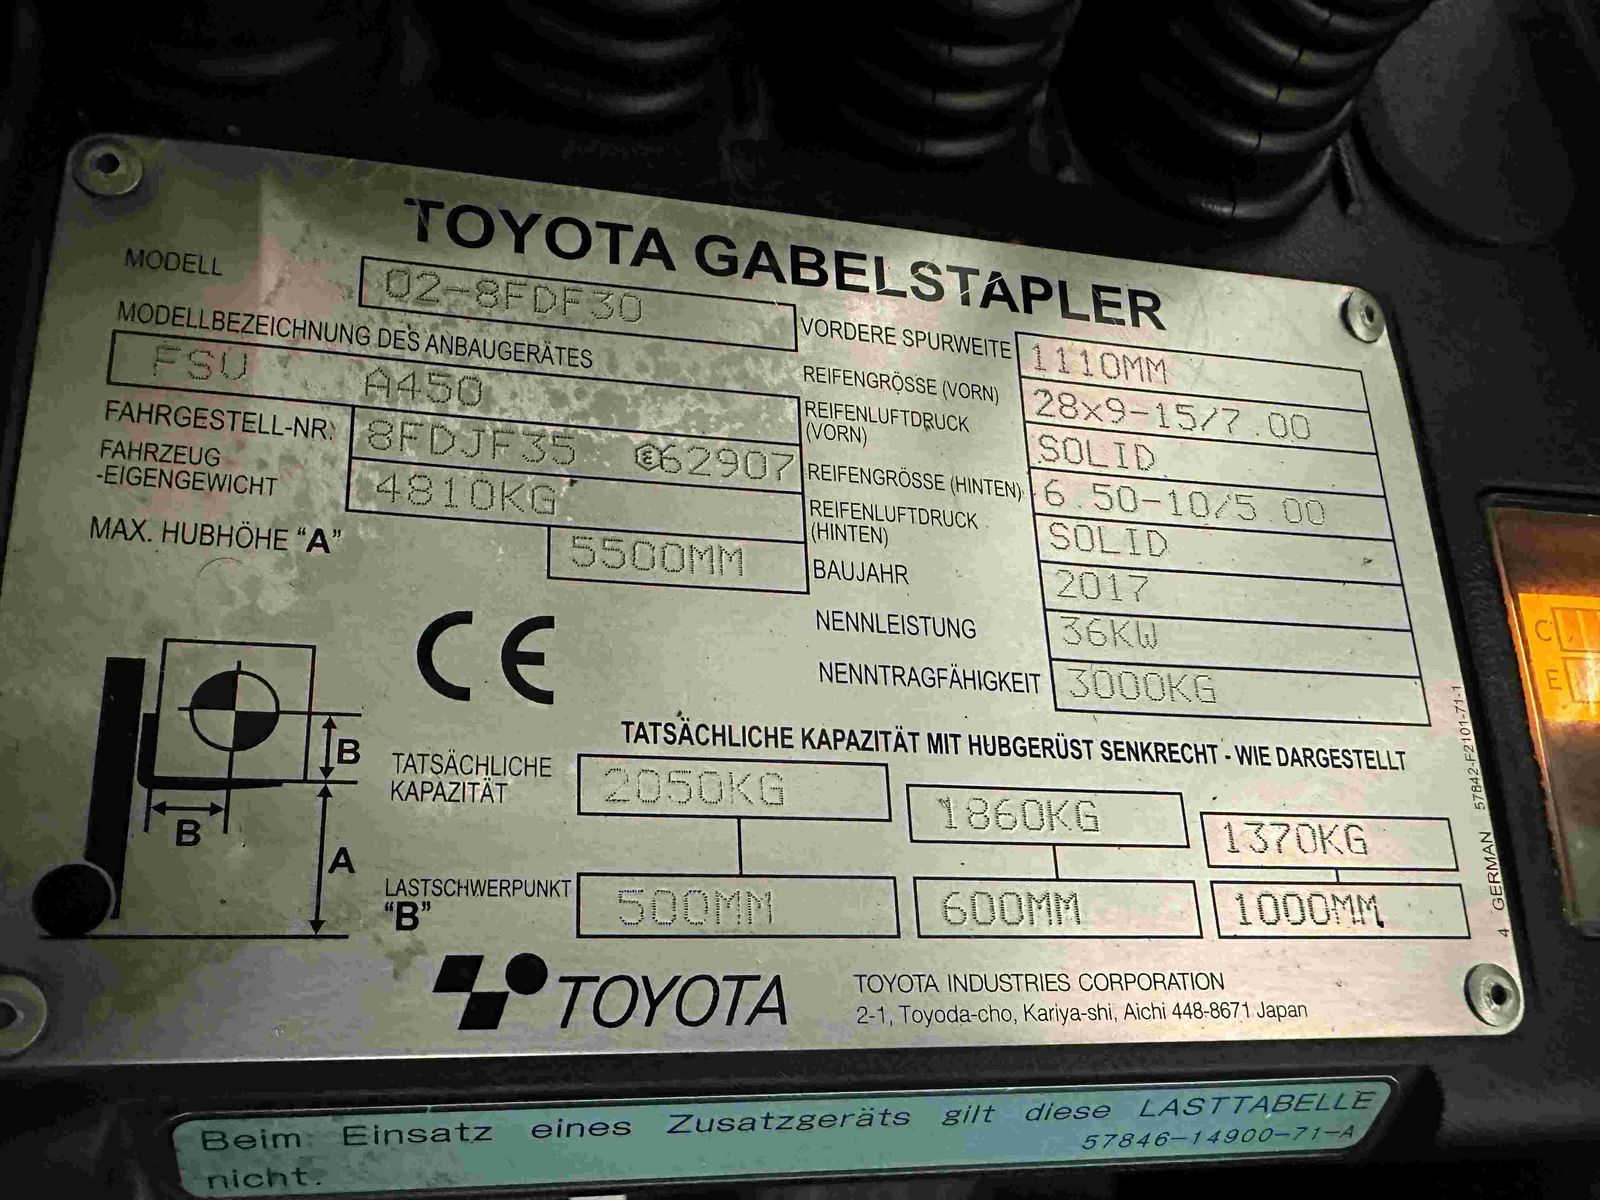 TOYOTA GABELSTAPLER
MODELL 02-8FDF30
MODELLBEZEICHNUNG DES ANBAUGERÄTES
FSV A450
FAHRGESTELL-NR. 8FDJF35 E62907
FAHRZEUG
-EIGENGEWICHT 4810KG
MAX. HUBHÖHE "A" 5500MM
VORDERE SPURWEITE 1110MM
REIFENGRÖSSE (VORN) 28x9-15/7.00
REIFENLUFTDRUCK
(VORN) SOLID
REIFENGRÖSSE (HINTEN) 6.50-10/5.00
REIFENLUFTDRUCK
(HINTEN) SOLID
BAUJAHR 2017
NENNLEISTUNG 36KW
NENNTRAGFÄHIGKEIT 3000KG
CE
B
B
A
TATSÄCHLICHE KAPAZITÄT MIT HUBGERÜST SENKRECHT - WIE DARGESTELLT
TATSÄCHLICHE
KAPAZITÄT 2050KG 1860KG 1370KG
LASTSCHWERPUNKT
"B" 500MM 600MM 1000MM
4 GERMAN 57842-F2101-71-1
TOYOTA
TOYOTA INDUSTRIES CORPORATION
2-1, Toyoda-cho, Kariya-shi, Aichi 448-8671 Japan
Beim Einsatz eines Zusatzgeräts gilt diese LASTTABELLE
nicht. 57846-14900-71-A
C
E